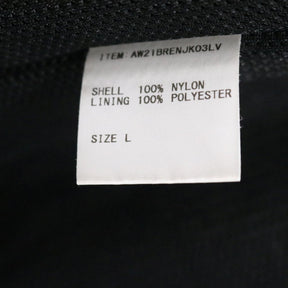 ITEM AW21BRENJK03LV
SHELL 100% NYLON
LINING 100% POLYESTER
SIZE L